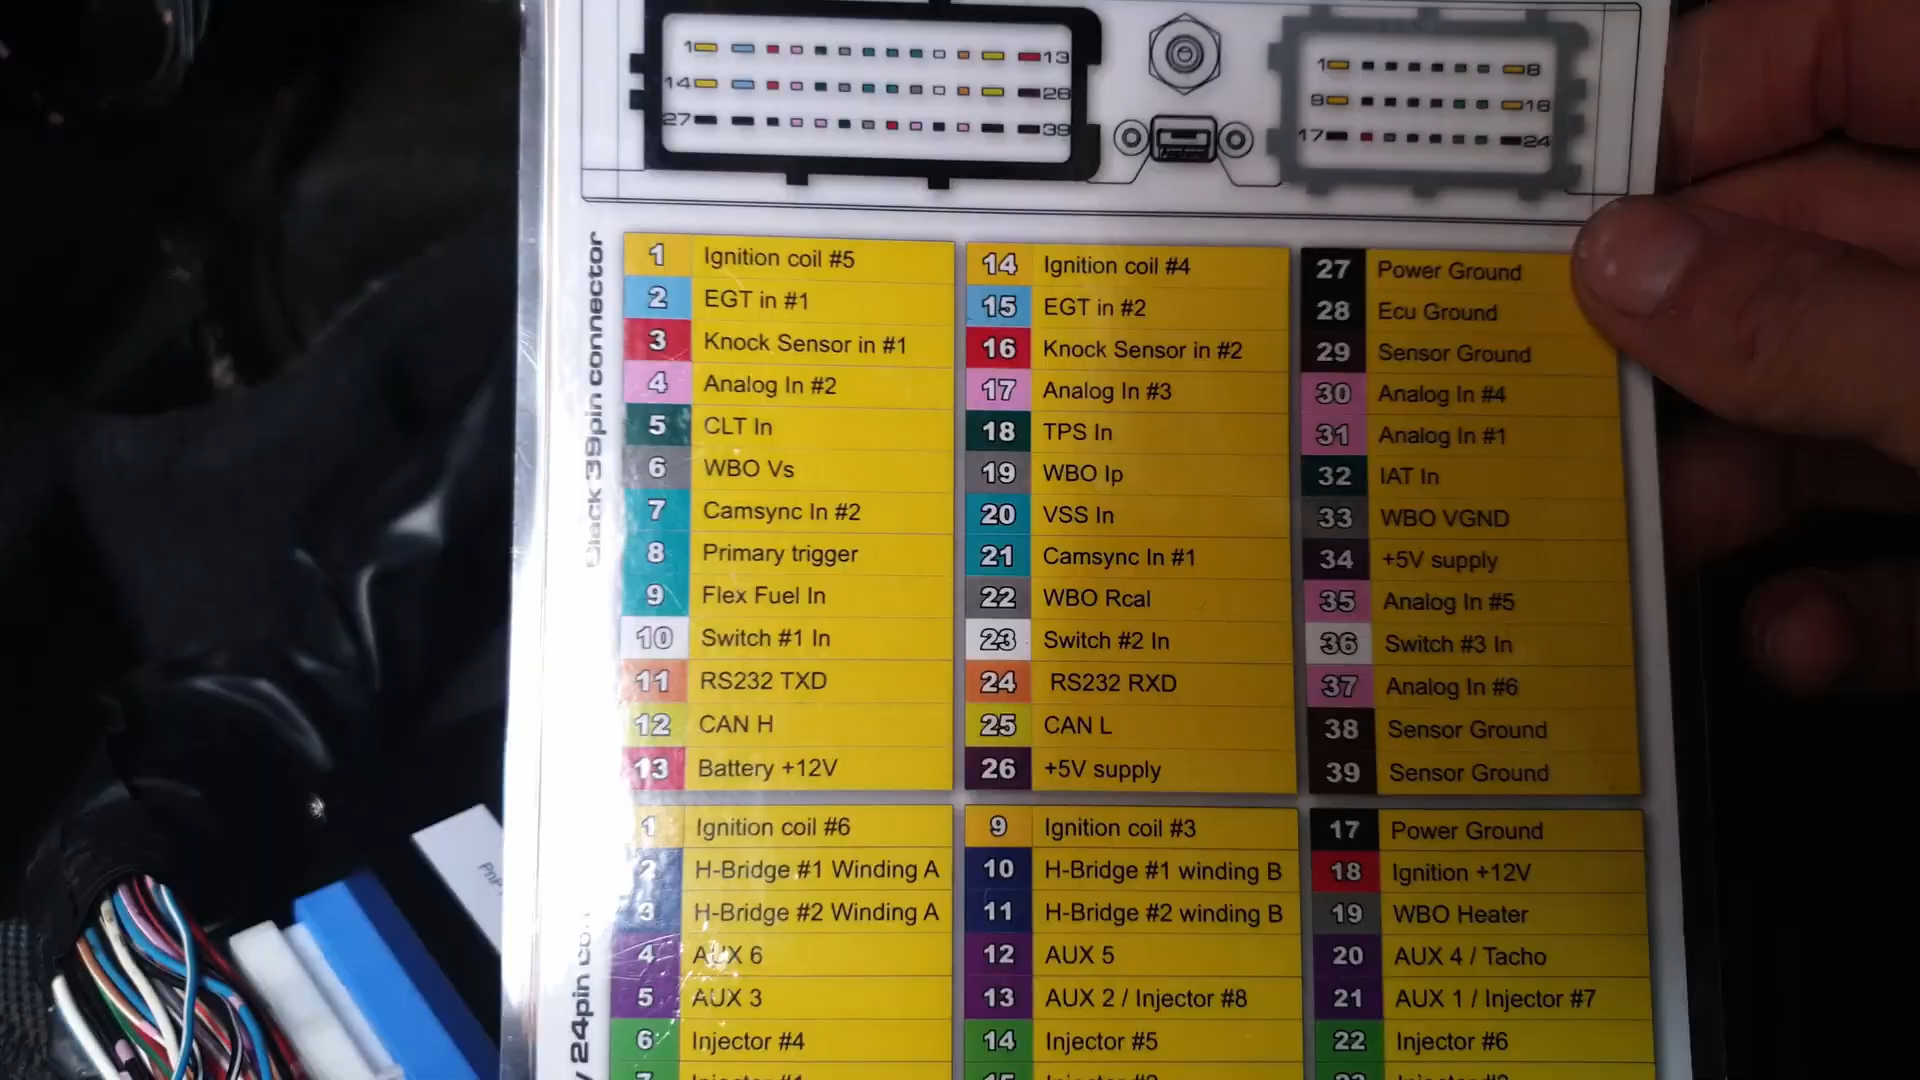 1 13
14 26
27 39
1 8
9 16
17 24
Black 39pin connector
1 Ignition coil #5
2 EGT in #1
3 Knock Sensor in #1
4 Analog In #2
5 CLT In
6 WBO Vs
7 Camsync In #2
8 Primary trigger
9 Flex Fuel In
10 Switch #1 In
11 RS232 TXD
12 CAN H
13 Battery +12V
14 Ignition coil #4
15 EGT in #2
16 Knock Sensor in #2
17 Analog In #3
18 TPS In
19 WBO Ip
20 VSS In
21 Camsync In #1
22 WBO Rcal
23 Switch #2 In
24 RS232 RXD
25 CAN L
26 +5V supply
27 Power Ground
28 Ecu Ground
29 Sensor Ground
30 Analog In #4
31 Analog In #1
32 IAT In
33 WBO VGND
34 +5V supply
35 Analog In #5
36 Switch #3 In
37 Analog In #6
38 Sensor Ground
39 Sensor Ground
24pin
1 Ignition coil #6
2 H-Bridge #1 Winding A
3 H-Bridge #2 Winding A
4 AUX 6
5 AUX 3
6 Injector #4
9 Ignition coil #3
10 H-Bridge #1 winding B
11 H-Bridge #2 winding B
12 AUX 5
13 AUX 2 / Injector #8
14 Injector #5
17 Power Ground
18 Ignition +12V
19 WBO Heater
20 AUX 4 / Tacho
21 AUX 1 / Injector #7
22 Injector #6